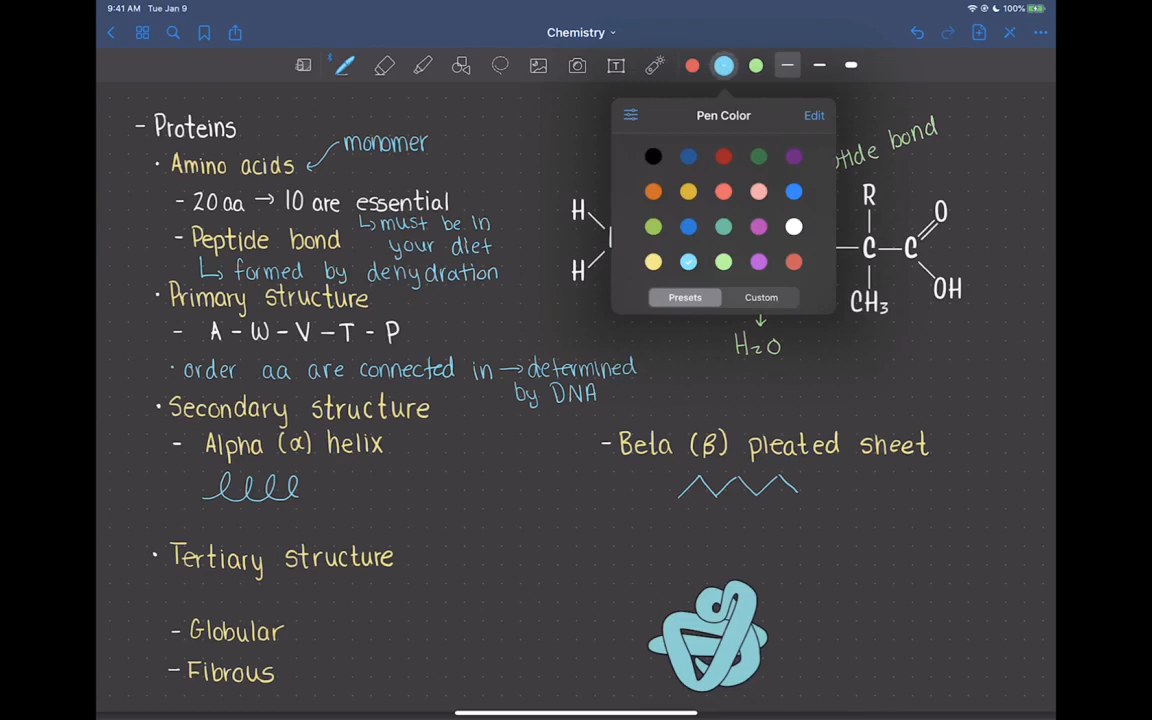 9:41 AM Tue Jan 9
100%
Chemistry
Pen Color
Edit
Presets
Custom
- Proteins
· Amino acids
monomer
- 20 aa → 10 are essential
↳ must be in
your diet
- Peptide bond
↳ formed by dehydration
· Primary structure
- A - W - V - T - P
· order aa are connected in → determined
by DNA
bond
H
H
R
C
C
O
OH
CH₃
H₂O
· Secondary structure
- Alpha (α) helix
- Beta (β) pleated sheet
· Tertiary structure
- Globular
- Fibrous